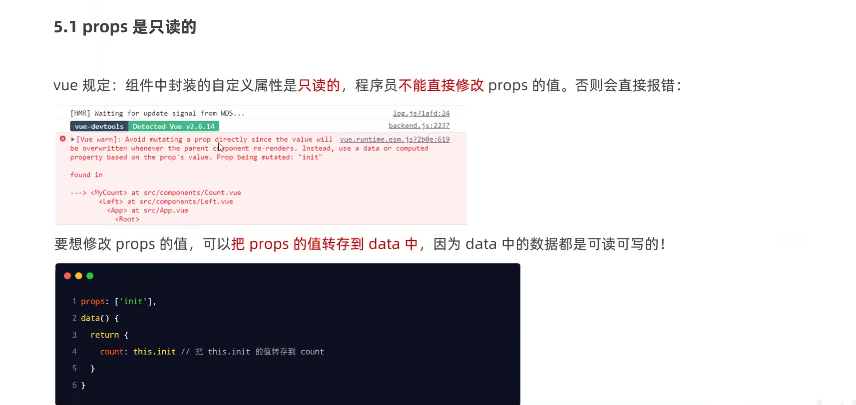 5.1 props 是只读的
vue 规定：组件中封装的自定义属性是只读的，程序员不能直接修改 props 的值。否则会直接报错：
[HMR] Waiting for update signal from WDS... log.js?1afd:24
vue-devtools Detected Vue v2.6.14 backend.js:2237
[Vue warn]: Avoid mutating a prop directly since the value will vue.runtime.esm.js?2b0e:619
be overwritten whenever the parent component re-renders. Instead, use a data or computed
property based on the prop's value. Prop being mutated: "init"
found in
---> <MyCount> at src/components/Count.vue
<Left> at src/components/Left.vue
<App> at src/App.vue
<Root>
要想修改 props 的值，可以把 props 的值转存到 data 中，因为 data 中的数据都是可读可写的！
1 props: ['init'],
2 data() {
3 return {
4 count: this.init // 把 this.init 的值转存到 count
5 }
6 }